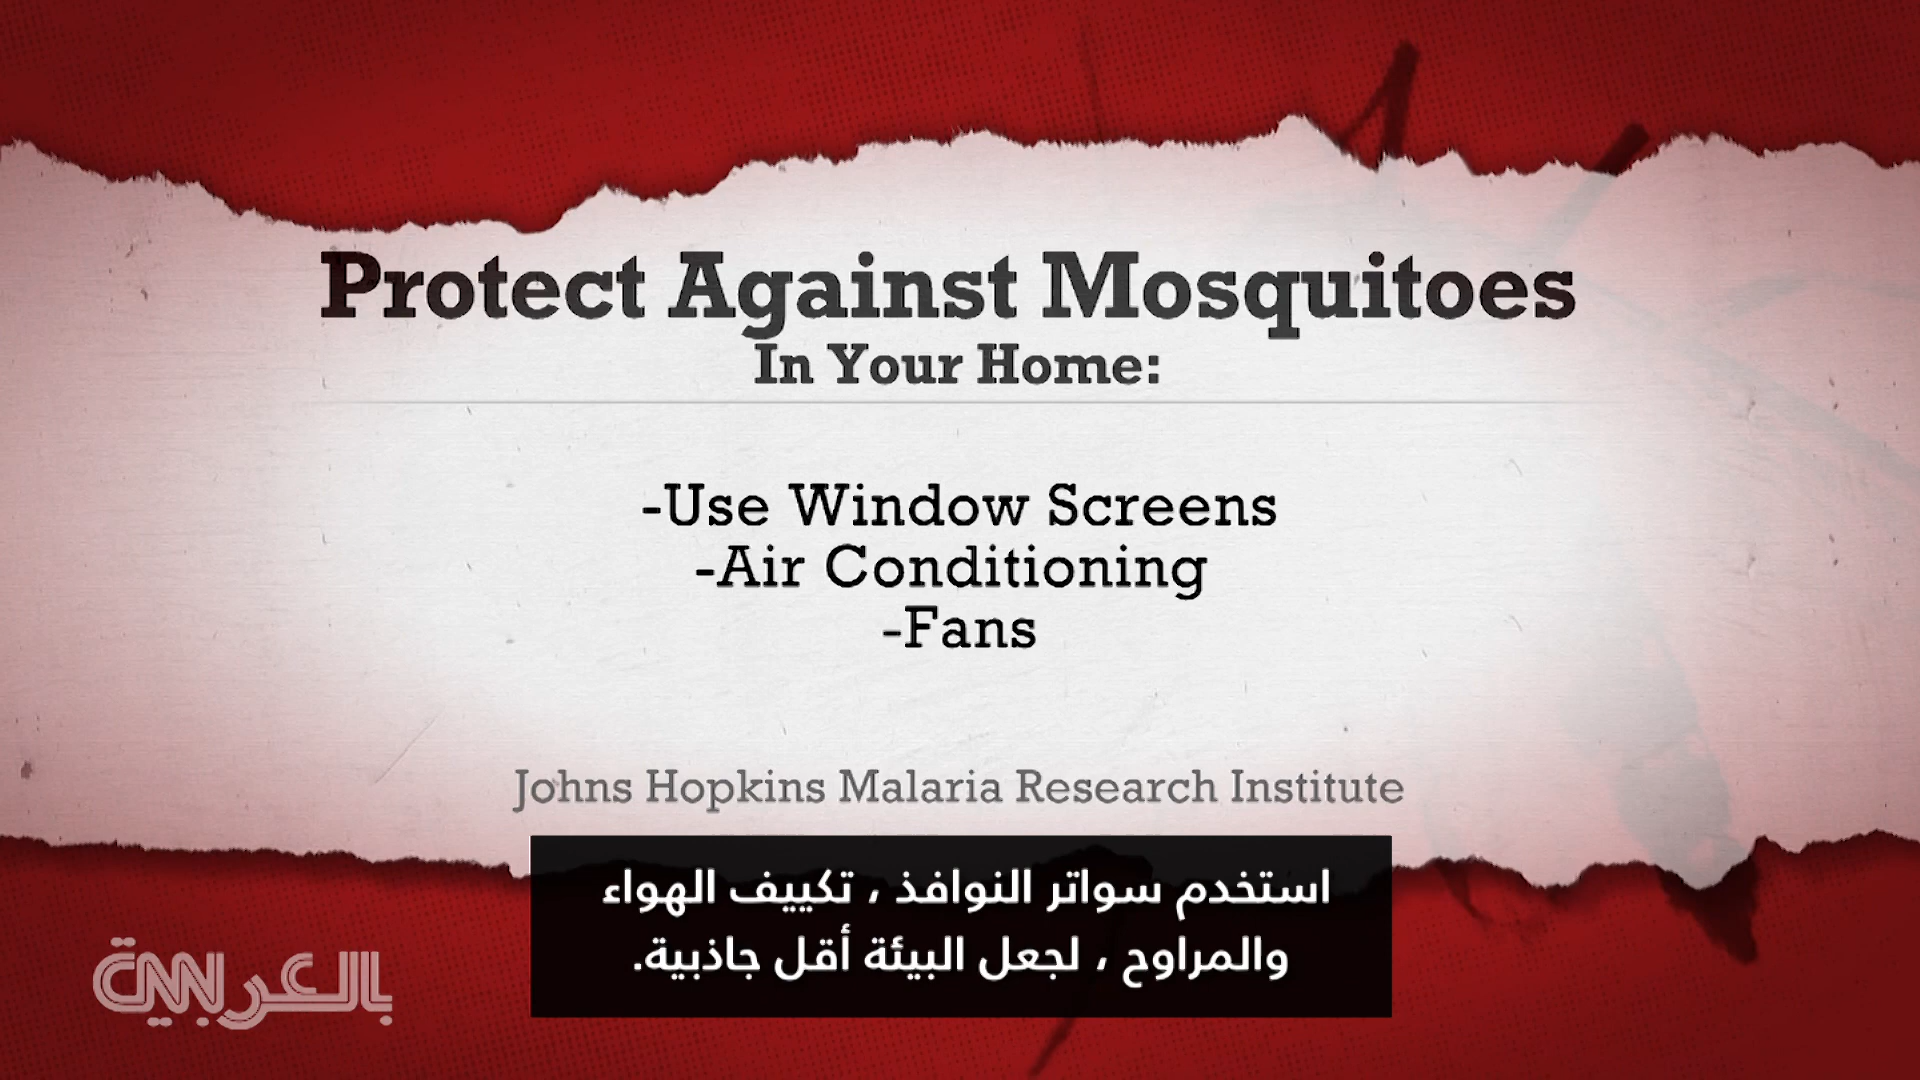 Protect Against Mosquitoes
In Your Home:
-Use Window Screens
-Air Conditioning
-Fans
Johns Hopkins Malaria Research Institute
استخدم سواتر النوافذ ، تكييف الهواء
والمراوح ، لجعل البيئة أقل جاذبية.
CNN بالعربية